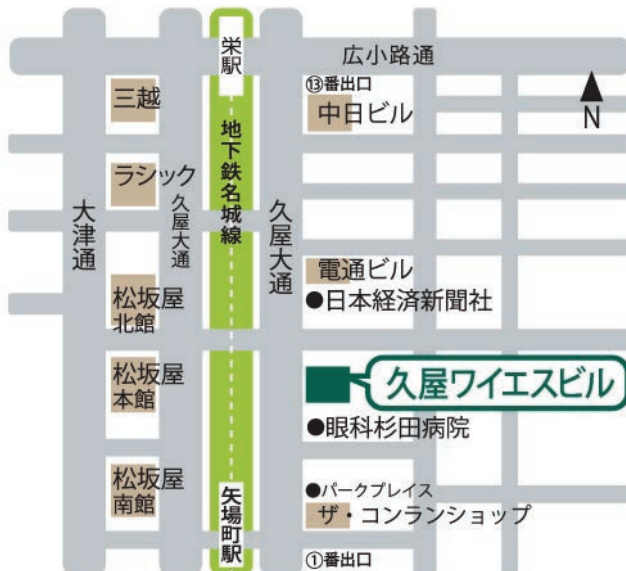 栄駅
広小路通
⑬番出口
三越
中日ビル
N
地下鉄名城線
ラシック
大津通
久屋大通
久屋大通
電通ビル
●日本経済新聞社
松坂屋
北館
松坂屋
本館
久屋ワイエスビル
●眼科杉田病院
松坂屋
南館
●パークプレイス
ザ・コンランショップ
矢場町駅
①番出口